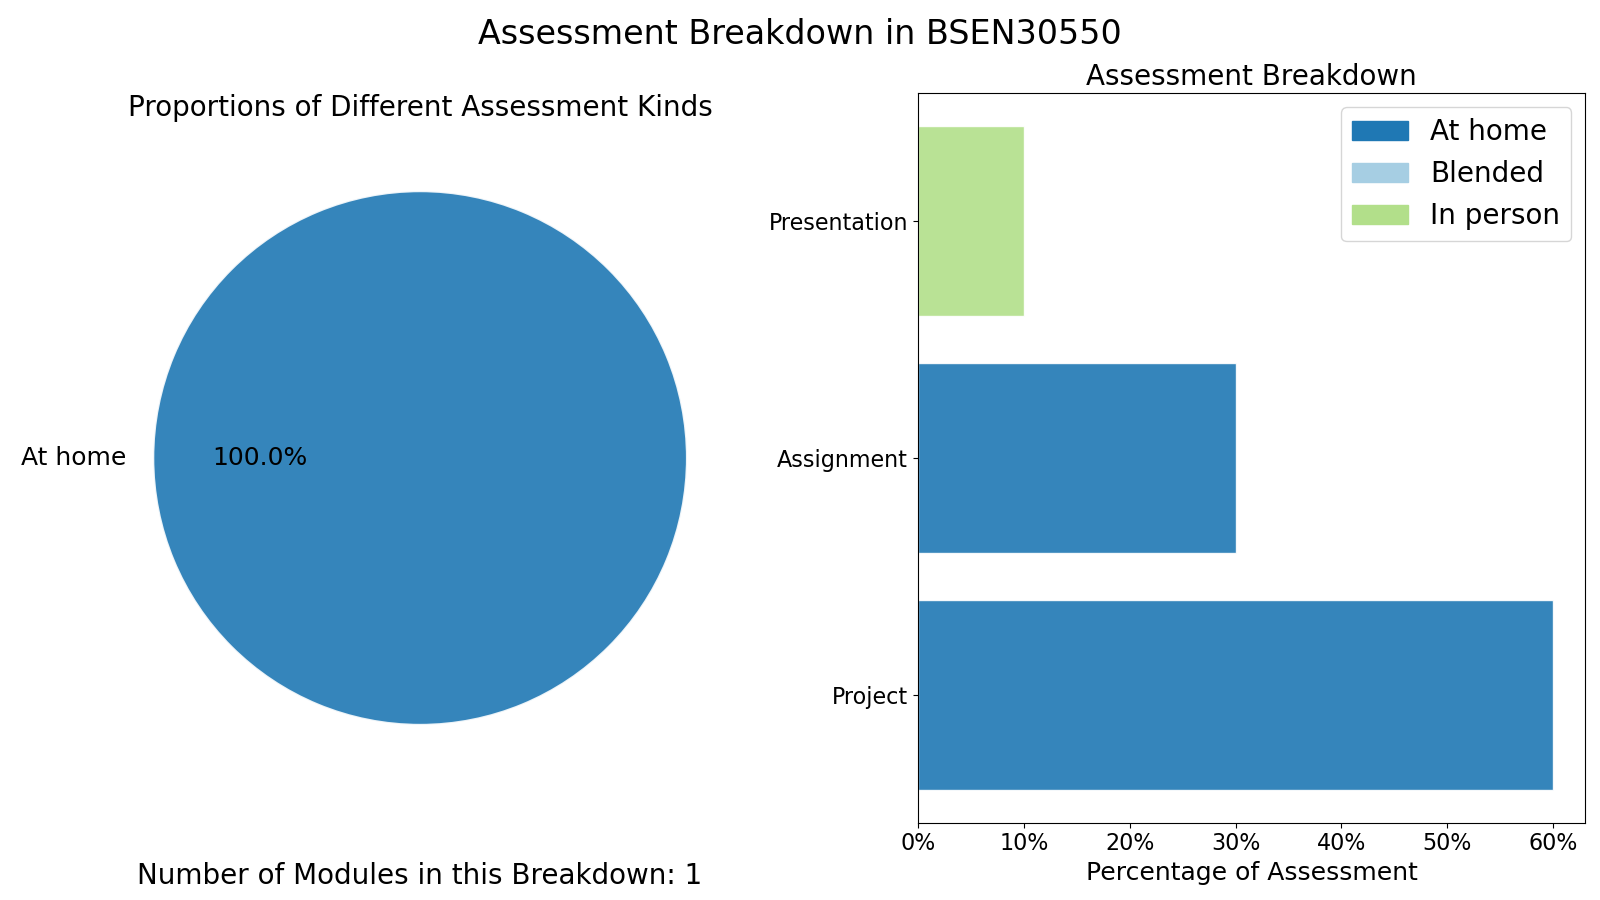 Assessment Breakdown in BSEN30550
Proportions of Different Assessment Kinds
At home
100.0%
Number of Modules in this Breakdown: 1
Assessment Breakdown
At home
Blended
In person
Presentation
Assignment
Project
0% 10% 20% 30% 40% 50% 60%
Percentage of Assessment